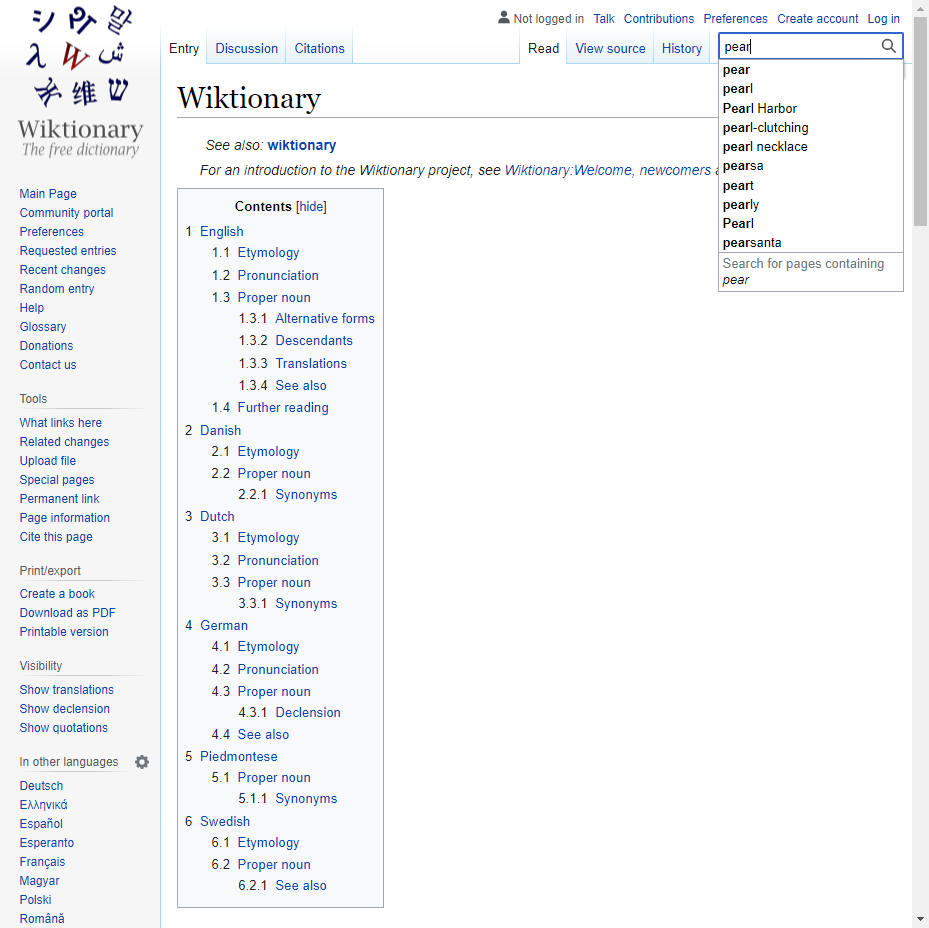 シ wi 말
λ W ش
维 ש
Wiktionary
The free dictionary
Not logged in Talk Contributions Preferences Create account Log in
Entry Discussion Citations Read View source History pear
pear
pearl
Pearl Harbor
pearl-clutching
pearl necklace
pearsa
peart
pearly
Pearl
pearsanta
Search for pages containing
pear
Wiktionary
See also: wiktionary
For an introduction to the Wiktionary project, see Wiktionary:Welcome, newcomers
Contents [hide]
1 English
1.1 Etymology
1.2 Pronunciation
1.3 Proper noun
1.3.1 Alternative forms
1.3.2 Descendants
1.3.3 Translations
1.3.4 See also
1.4 Further reading
2 Danish
2.1 Etymology
2.2 Proper noun
2.2.1 Synonyms
3 Dutch
3.1 Etymology
3.2 Pronunciation
3.3 Proper noun
3.3.1 Synonyms
4 German
4.1 Etymology
4.2 Pronunciation
4.3 Proper noun
4.3.1 Declension
4.4 See also
5 Piedmontese
5.1 Proper noun
5.1.1 Synonyms
6 Swedish
6.1 Etymology
6.2 Proper noun
6.2.1 See also
Main Page
Community portal
Preferences
Requested entries
Recent changes
Random entry
Help
Glossary
Donations
Contact us
Tools
What links here
Related changes
Upload file
Special pages
Permanent link
Page information
Cite this page
Print/export
Create a book
Download as PDF
Printable version
Visibility
Show translations
Show declension
Show quotations
In other languages
Deutsch
Ελληνικά
Español
Esperanto
Français
Magyar
Polski
Română